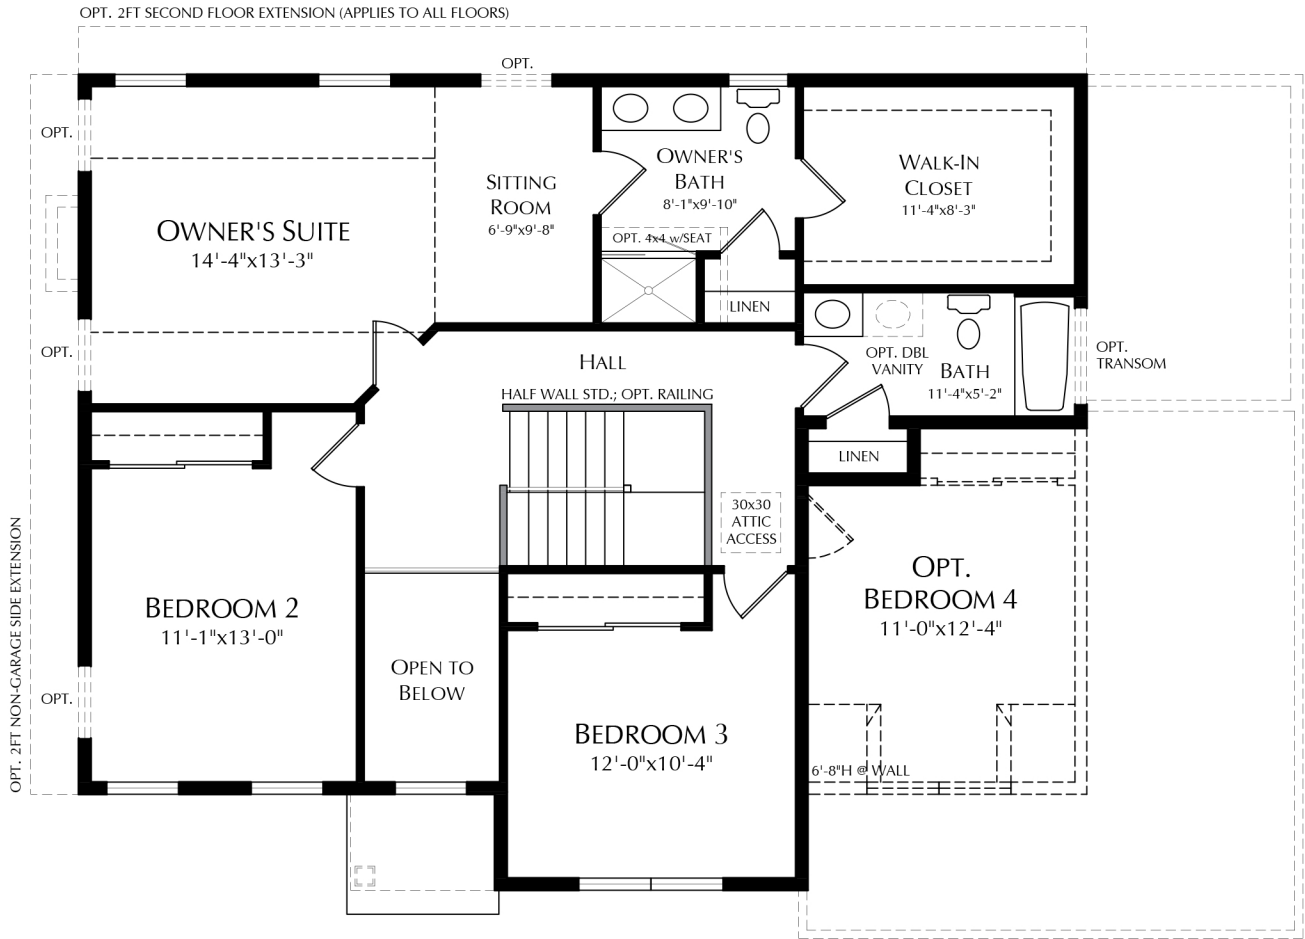 OPT. 2FT SECOND FLOOR EXTENSION (APPLIES TO ALL FLOORS)
OPT.
OPT.
OWNER'S SUITE
14'-4"x13'-3"
SITTING
ROOM
6'-9"x9'-8"
OWNER'S
BATH
8'-1"x9'-10"
OPT. 4x4 w/SEAT
LINEN
WALK-IN
CLOSET
11'-4"x8'-3"
OPT.
HALL
HALF WALL STD.; OPT. RAILING
OPT. DBL
VANITY
BATH
11'-4"x5'-2"
OPT.
TRANSOM
LINEN
30x30
ATTIC
ACCESS
OPT. 2FT NON-GARAGE SIDE EXTENSION
OPT.
BEDROOM 2
11'-1"x13'-0"
OPEN TO
BELOW
BEDROOM 3
12'-0"x10'-4"
OPT.
BEDROOM 4
11'-0"x12'-4"
6'-8"H @ WALL